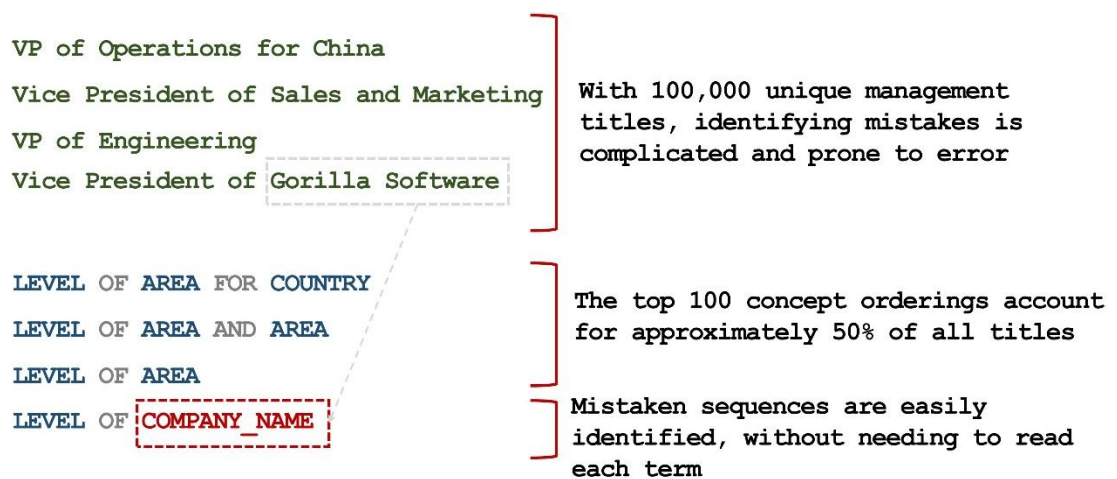 VP of Operations for China
Vice President of Sales and Marketing
VP of Engineering
Vice President of Gorilla Software
With 100,000 unique management
titles, identifying mistakes is
complicated and prone to error
LEVEL OF AREA FOR COUNTRY
LEVEL OF AREA AND AREA
LEVEL OF AREA
The top 100 concept orderings account
for approximately 50% of all titles
LEVEL OF COMPANY_NAME
Mistaken sequences are easily
identified, without needing to read
each term